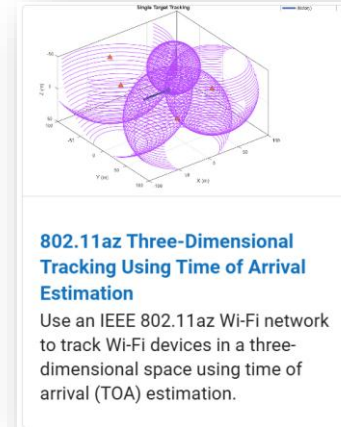 Single Target Tracking
802.11az Three-Dimensional
Tracking Using Time of Arrival
Estimation
Use an IEEE 802.11az Wi-Fi network
to track Wi-Fi devices in a three-
dimensional space using time of
arrival (TOA) estimation.